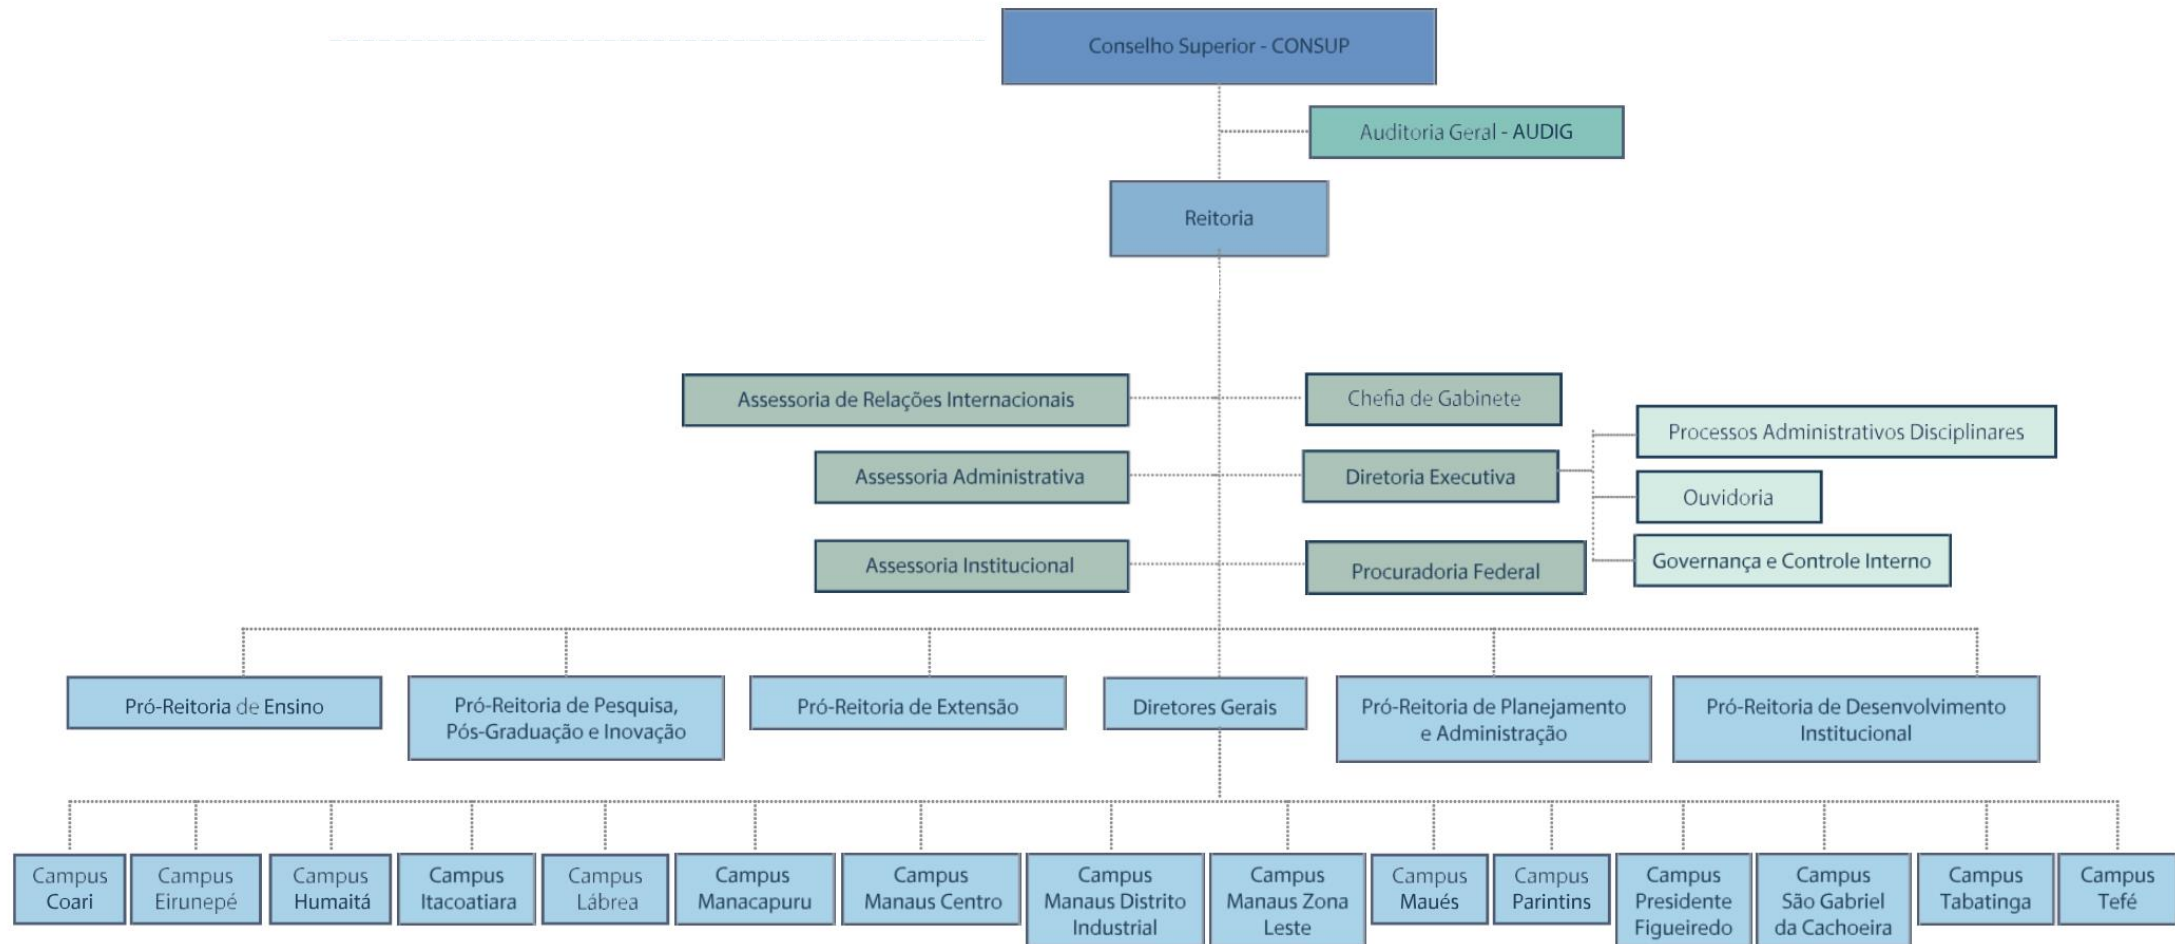 Conselho Superior - CONSUP
Auditoria Geral - AUDIG
Reitoria
Assessoria de Relações Internacionais
Chefia de Gabinete
Processos Administrativos Disciplinares
Assessoria Administrativa
Diretoria Executiva
Ouvidoria
Assessoria Institucional
Procuradoria Federal
Governança e Controle Interno
Pró-Reitoria de Ensino
Pró-Reitoria de Pesquisa,
Pós-Graduação e Inovação
Pró-Reitoria de Extensão
Diretores Gerais
Pró-Reitoria de Planejamento
e Administração
Pró-Reitoria de Desenvolvimento
Institucional
Campus
Coari
Campus
Eirunepé
Campus
Humaitá
Campus
Itacoatiara
Campus
Lábrea
Campus
Manacapuru
Campus
Manaus Centro
Campus
Manaus Distrito
Industrial
Campus
Manaus Zona
Leste
Campus
Maués
Campus
Parintins
Campus
Presidente
Figueiredo
Campus
São Gabriel
da Cachoeira
Campus
Tabatinga
Campus
Tefé